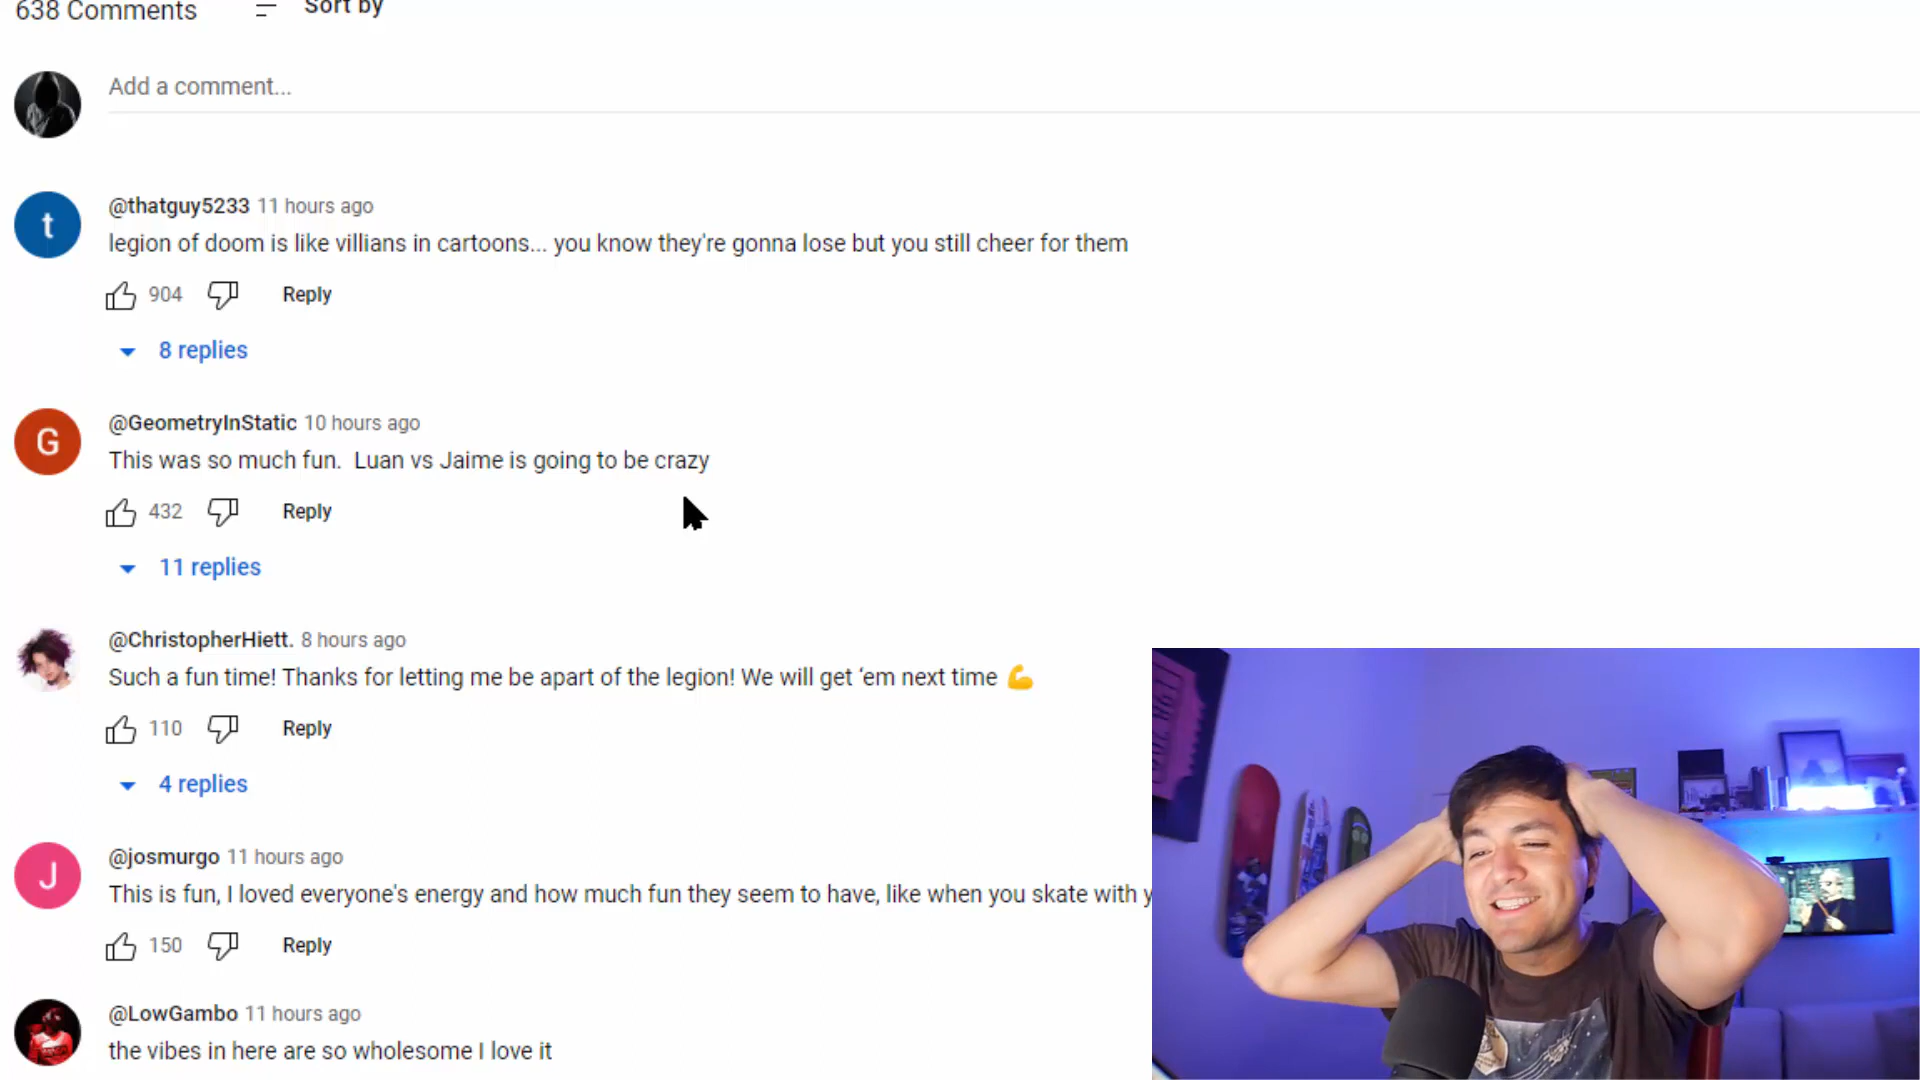 638 Comments
Sort by
Add a comment...
t
@thatguy5233 11 hours ago
legion of doom is like villians in cartoons... you know they're gonna lose but you still cheer for them
904
Reply
8 replies
G
@GeometryInStatic 10 hours ago
This was so much fun.  Luan vs Jaime is going to be crazy
432
Reply
11 replies
@ChristopherHiett. 8 hours ago
Such a fun time! Thanks for letting me be apart of the legion! We will get ‘em next time 💪
110
Reply
4 replies
J
@josmurgo 11 hours ago
This is fun, I loved everyone's energy and how much fun they seem to have, like when you skate with
150
Reply
@LowGambo 11 hours ago
the vibes in here are so wholesome I love it